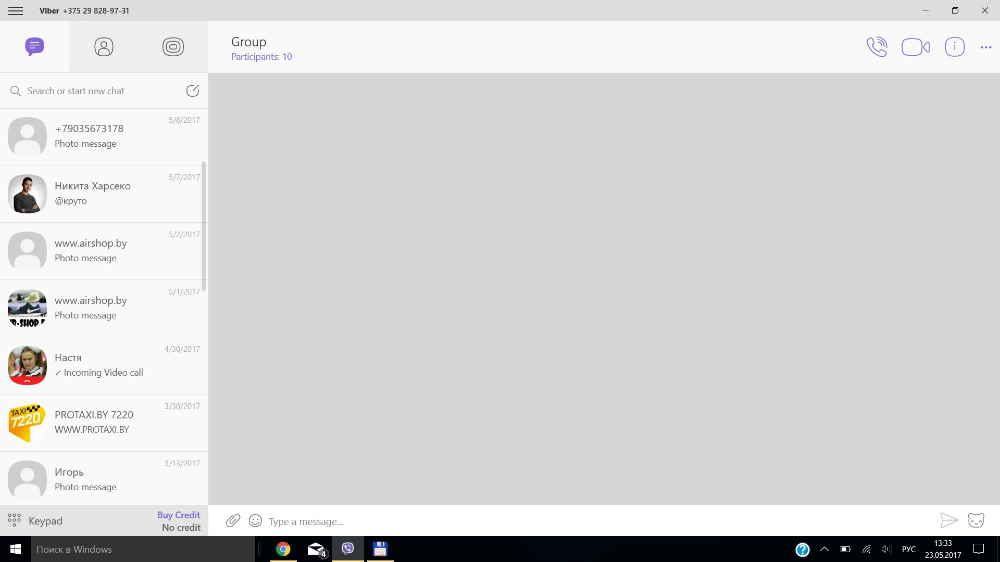 Viber +375 29 828-97-31
Group
Participants: 10
Search or start new chat
+79035673178
5/8/2017
Photo message
Никита Харсеко
5/7/2017
@круто
www.airshop.by
5/2/2017
Photo message
www.airshop.by
5/1/2017
Photo message
R-SHOP.
Настя
4/30/2017
↙ Incoming Video call
PROTAXI.BY 7220
3/30/2017
WWW.PROTAXI.BY
TAXI
7220
Игорь
3/13/2017
Photo message
Keypad
Buy Credit
No credit
Type a message...
Поиск в Windows
4
?
РУС
13:33
23.05.2017